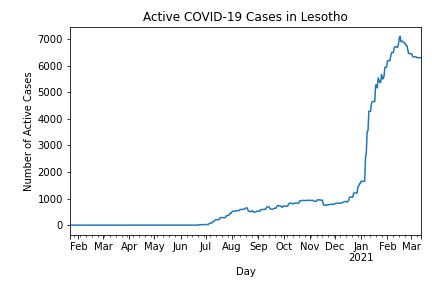 Active COVID-19 Cases in Lesotho
Number of Active Cases
7000
6000
5000
4000
3000
2000
1000
0
Feb Mar Apr May Jun Jul Aug Sep Oct Nov Dec Jan Feb Mar
2021
Day